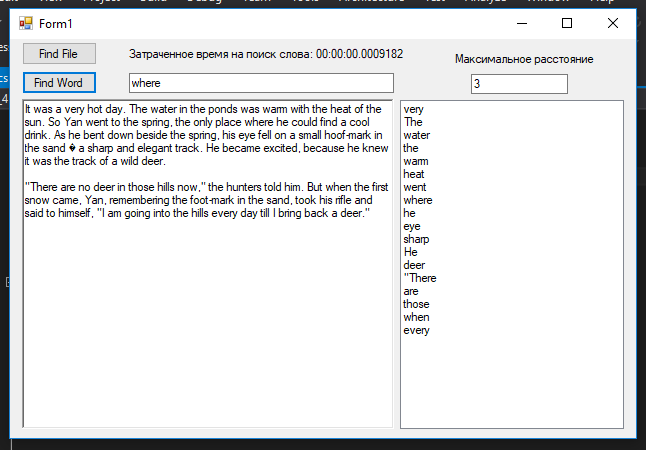 Form1
Find File
Затраченное время на поиск слова: 00:00:00.0009182
Максимальное расстояние
Find Word
where
3
It was a very hot day. The water in the ponds was warm with the heat of the
sun. So Yan went to the spring, the only place where he could find a cool
drink. As he bent down beside the spring, his eye fell on a small hoof-mark in
the sand � a sharp and elegant track. He became excited, because he knew
it was the track of a wild deer.
"There are no deer in those hills now," the hunters told him. But when the first
snow came, Yan, remembering the foot-mark in the sand, took his rifle and
said to himself, "I am going into the hills every day till I bring back a deer."
very
The
water
the
warm
heat
went
where
he
eye
sharp
He
deer
"There
are
those
when
every